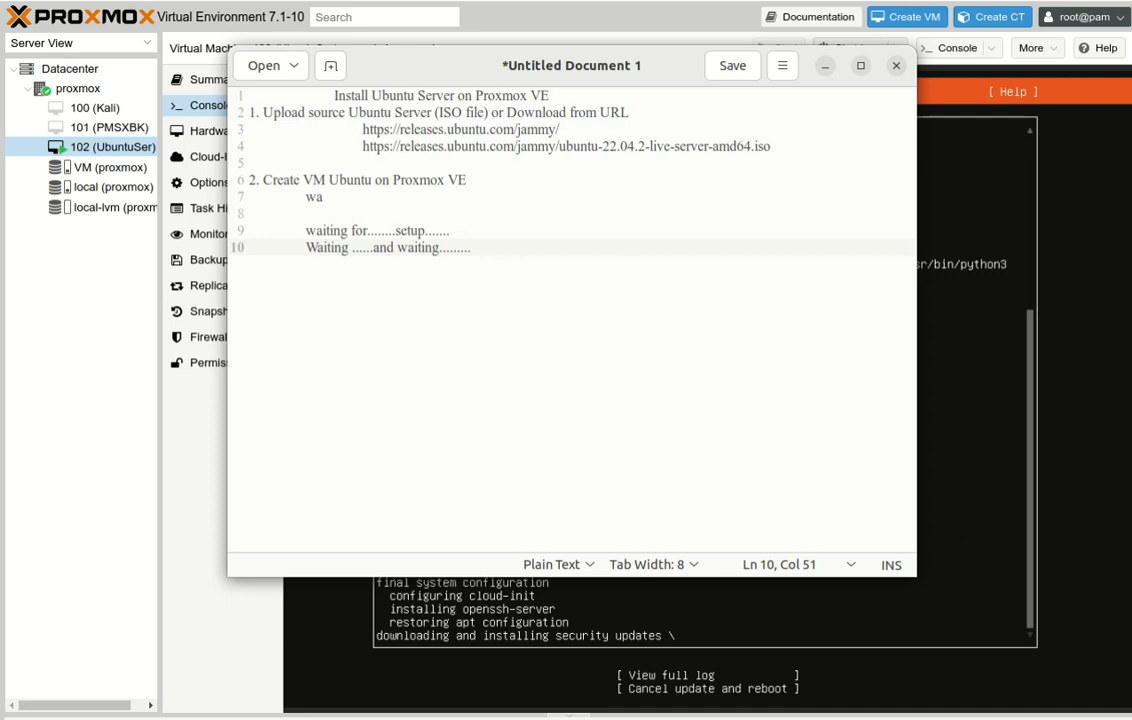 PROXMOX Virtual Environment 7.1-10
Search
Documentation
Create VM
Create CT
root@pam
Server View
Datacenter
proxmox
100 (Kali)
101 (PMSXBK)
102 (UbuntuSer)
VM (proxmox)
local (proxmox)
local-lvm (proxm
Console
More
Help
Summa
Conso
Hardwa
Cloud-I
Options
Task Hi
Monito
Backup
Replica
Snapsh
Firewal
Permis
Open
*Untitled Document 1
Save
1 Install Ubuntu Server on Proxmox VE
2 1. Upload source Ubuntu Server (ISO file) or Download from URL
3 https://releases.ubuntu.com/jammy/
4 https://releases.ubuntu.com/jammy/ubuntu-22.04.2-live-server-amd64.iso
5
6 2. Create VM Ubuntu on Proxmox VE
7 wa
8
9 waiting for........setup.......
10 Waiting ......and waiting.........
Plain Text
Tab Width: 8
Ln 10, Col 51
INS
[ Help ]
sr/bin/python3
final system configuration
configuring cloud-init
installing openssh-server
restoring apt configuration
downloading and installing security updates \
[ View full log ]
[ Cancel update and reboot ]